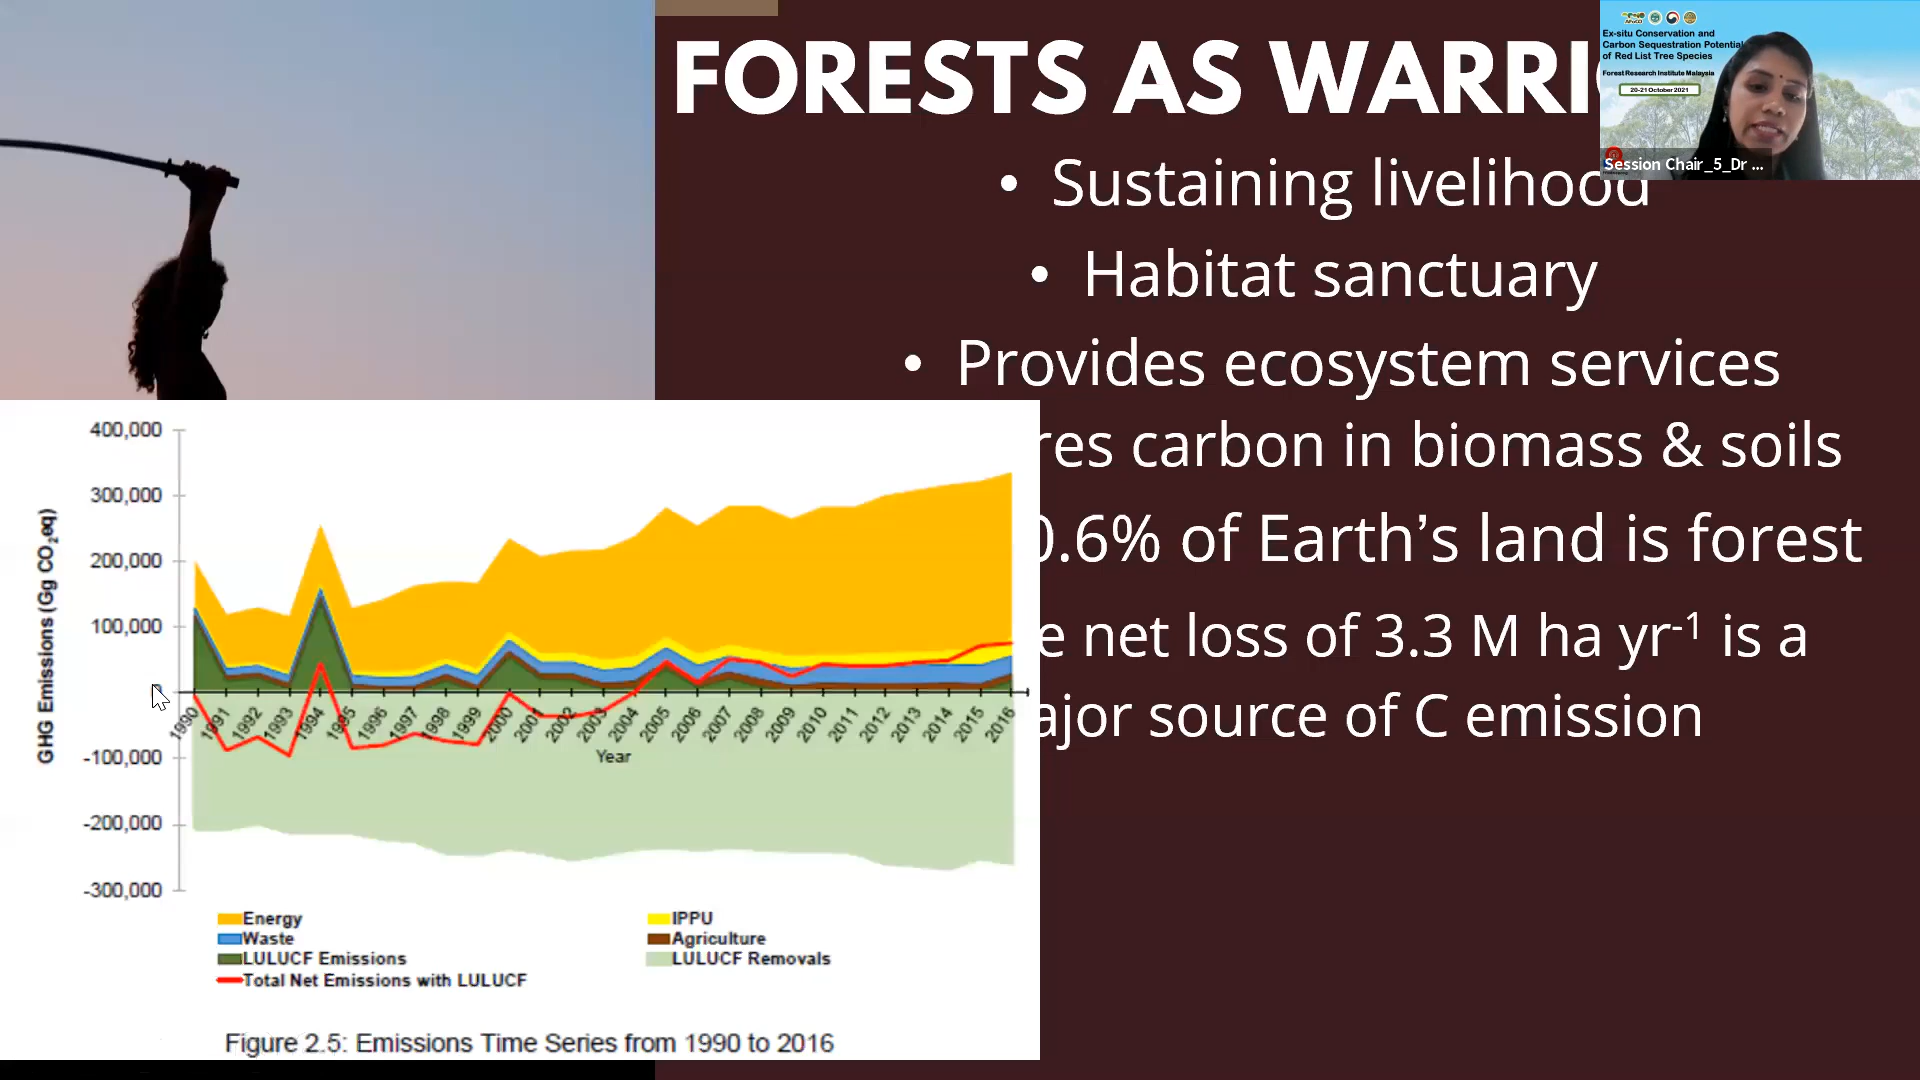 FORESTS AS WARRI
• Sustaining livelihood
• Habitat sanctuary
• Provides ecosystem services
res carbon in biomass & soils
0.6% of Earth’s land is forest
e net loss of 3.3 M ha yr-1 is a
ajor source of C emission
Ex-situ Conservation and
Carbon Sequestration Potential
of Red List Tree Species
Forest Research Institute Malaysia
20-21 October 2021
Session Chair_5_Dr ...
GHG Emissions (Gg CO2eq)
400,000
300,000
200,000
100,000
-100,000
-200,000
-300,000
1990 1991 1992 1993 1994 1995 1996 1997 1998 1999 2000 2001 2002 2003 2004 2005 2006 2007 2008 2009 2010 2011 2012 2013 2014 2015 2016
Year
Energy
IPPU
Waste
Agriculture
LULUCF Emissions
LULUCF Removals
Total Net Emissions with LULUCF
Figure 2.5: Emissions Time Series from 1990 to 2016